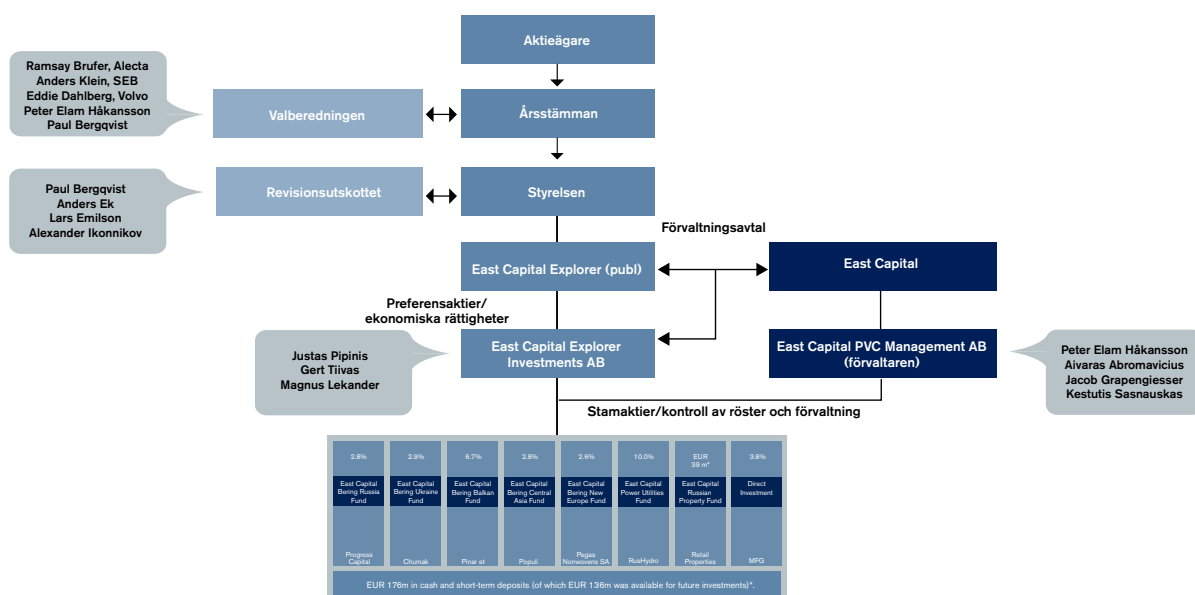 Aktieägare
Ramsay Brufer, Alecta
Anders Klein, SEB
Eddie Dahlberg, Volvo
Peter Elam Håkansson
Paul Bergqvist
Valberedningen
Årsstämman
Paul Bergqvist
Anders Ek
Lars Emilson
Alexander Ikonnikov
Revisionsutskottet
Styrelsen
Förvaltningsavtal
East Capital Explorer (publ)
East Capital
Preferensaktier/
ekonomiska rättigheter
Justas Pipinis
Gert Tiivas
Magnus Lekander
East Capital Explorer
Investments AB
East Capital PVC Management AB
(förvaltaren)
Peter Elam Håkansson
Aivaras Abromavicius
Jacob Grapengiesser
Kestutis Sasnauskas
Stamaktier/kontroll av röster och förvaltning
2.8%
East Capital
Bering Russia
Fund
Progress
Capital
2.9%
East Capital
Bering Ukraine
Fund
Chumak
6.7%
East Capital
Bering Balkan
Fund
Pinar et
2.8%
East Capital
Bering Central
Asia Fund
Populi
2.6%
East Capital
Bering New
Europe Fund
Pegas
Nonwovens SA
10.0%
East Capital
Power Utilities
Fund
RusHydro
EUR
39 m*
East Capital
Russian
Property Fund
Retail
Properties
3.8%
Direct
Investment
MFG
EUR 176m in cash and short-term deposits (of which EUR 136m was available for future investments)*.